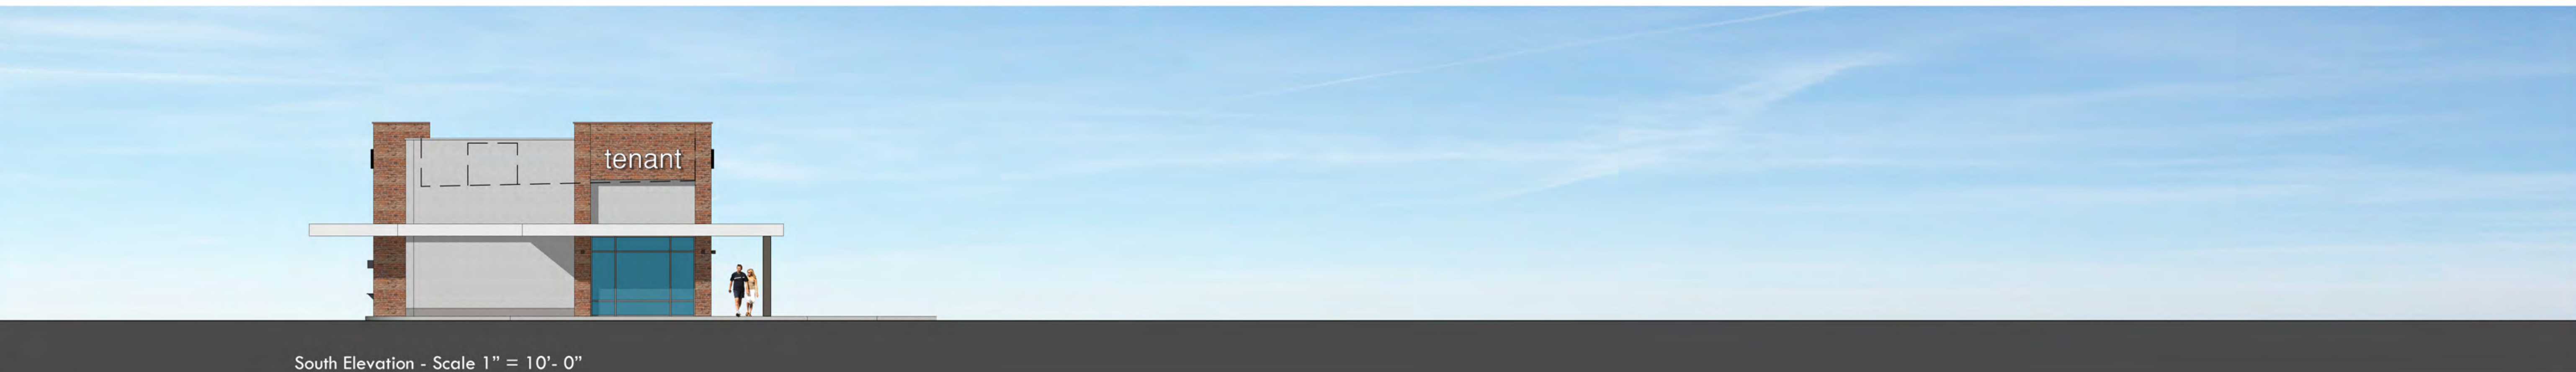 tenant
South Elevation - Scale 1” = 10’- 0”